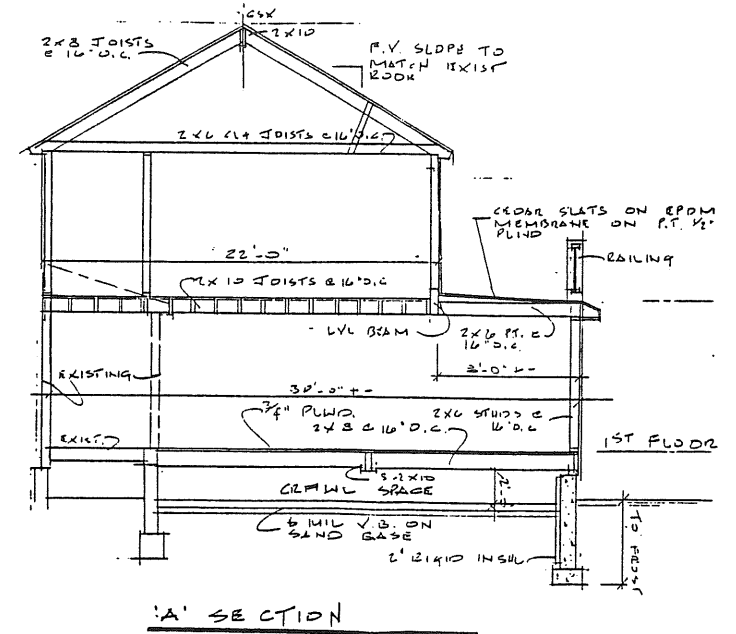 2x8 JOISTS
@ 16" O.C.
2x10
F.V. SLOPE TO
MATCH EXIST
ROOF
2x6 CLG JOISTS @ 16" O.C.
CEDAR SLATS ON EPDM
MEMBRANE ON P.T. 1/2"
PLWD
22'-0"
RAILING
2x10 JOISTS @ 16" O.C
LVL BEAM
2x6 P.T. @
16" O.C.
8'-0" +-
EXISTING
30'-0" +-
3/4" PLWD.
2x8 @ 16" O.C.
2x6 STUDS @
16" O.C
EXIST.
1ST FLOOR
3-2x10
CRAWL SPACE
6 MIL V.B. ON
SAND BASE
2" RIGID INSUL
TO FROST
'A' SECTION